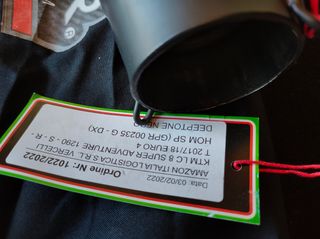 Data: 03/02/2022 Ordine Nr: 1022/2022
AMAZON ITALIA LOGISTICA S.R.L. VERCELLI
KTM LC 8 SUPER ADVENTURE 1290 - S - R -
T 2017/18 EURO 4
HOM SP (GPR 00235 S - DX)
DEEPTONE